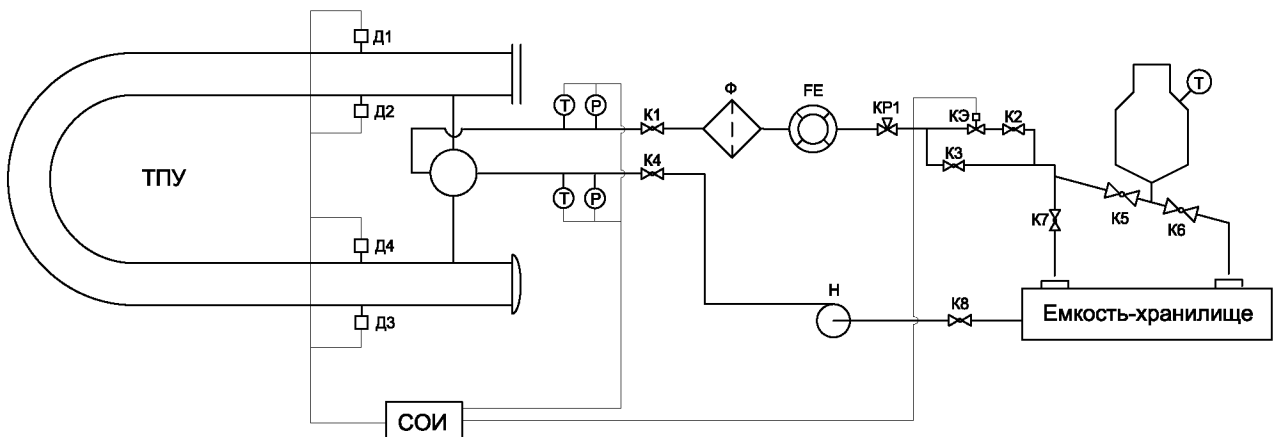 Д1
Д2
ТПУ
Д4
Д3
Т
Р
К1
К4
Т
Р
Ф
FE
КР1
КЭ
К2
К3
Т
К7
К5
К6
Н
К8
Емкость-хранилище
СОИ